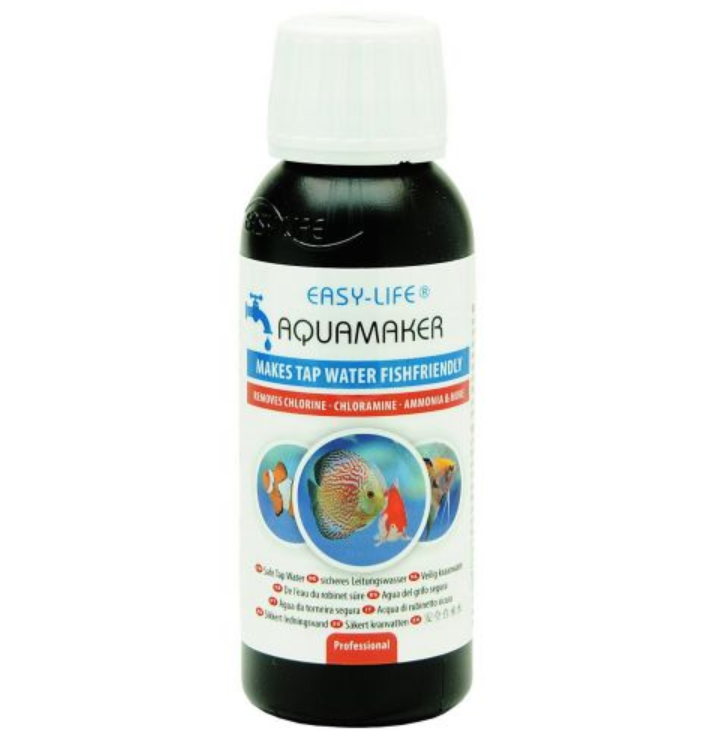 EASY-LIFE
EASY-LIFE®
AQUAMAKER
MAKES TAP WATER FISHFRIENDLY
REMOVES CHLORINE · CHLORAMINE · AMMONIA & MORE
Safe Tap Water sicheres Leitungswasser Veilig kraanwater
De l'eau du robinet sûre Agua del grifo segura
Água da torneira segura Acqua di rubinetto sicura
Sikkert ledningsvand Säkert kranvatten
Professional